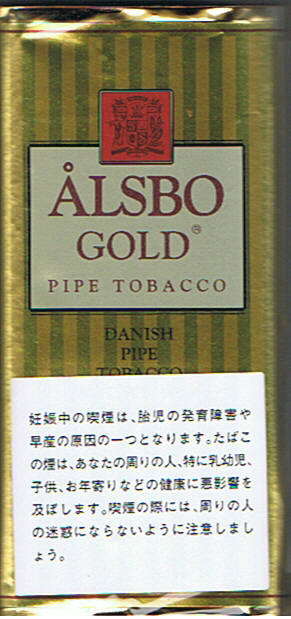 ÅLSBO
GOLD®
PIPE TOBACCO
DANISH
PIPE
TOBACCO
妊娠中の喫煙は、胎児の発育障害や
早産の原因の一つとなります。たばこ
の煙は、あなたの周りの人、特に乳幼児、
子供、お年寄りなどの健康に悪影響を
及ぼします。喫煙の際には、周りの人
の迷惑にならないように注意しまし
ょう。